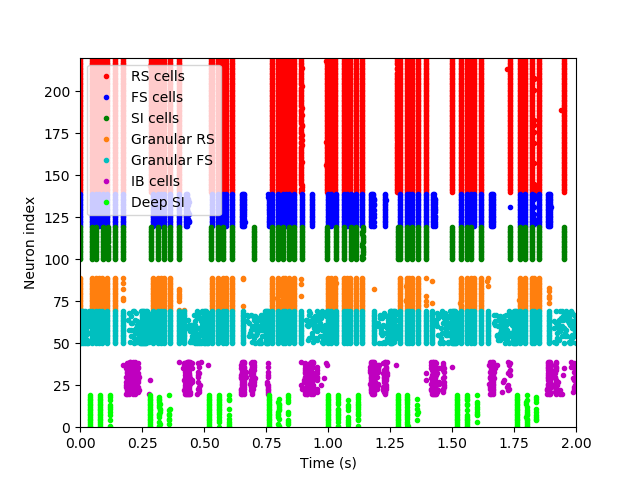 RS cells
FS cells
SI cells
Granular RS
Granular FS
IB cells
Deep SI
Neuron index
200
175
150
125
100
75
50
25
0
0.00 0.25 0.50 0.75 1.00 1.25 1.50 1.75 2.00
Time (s)